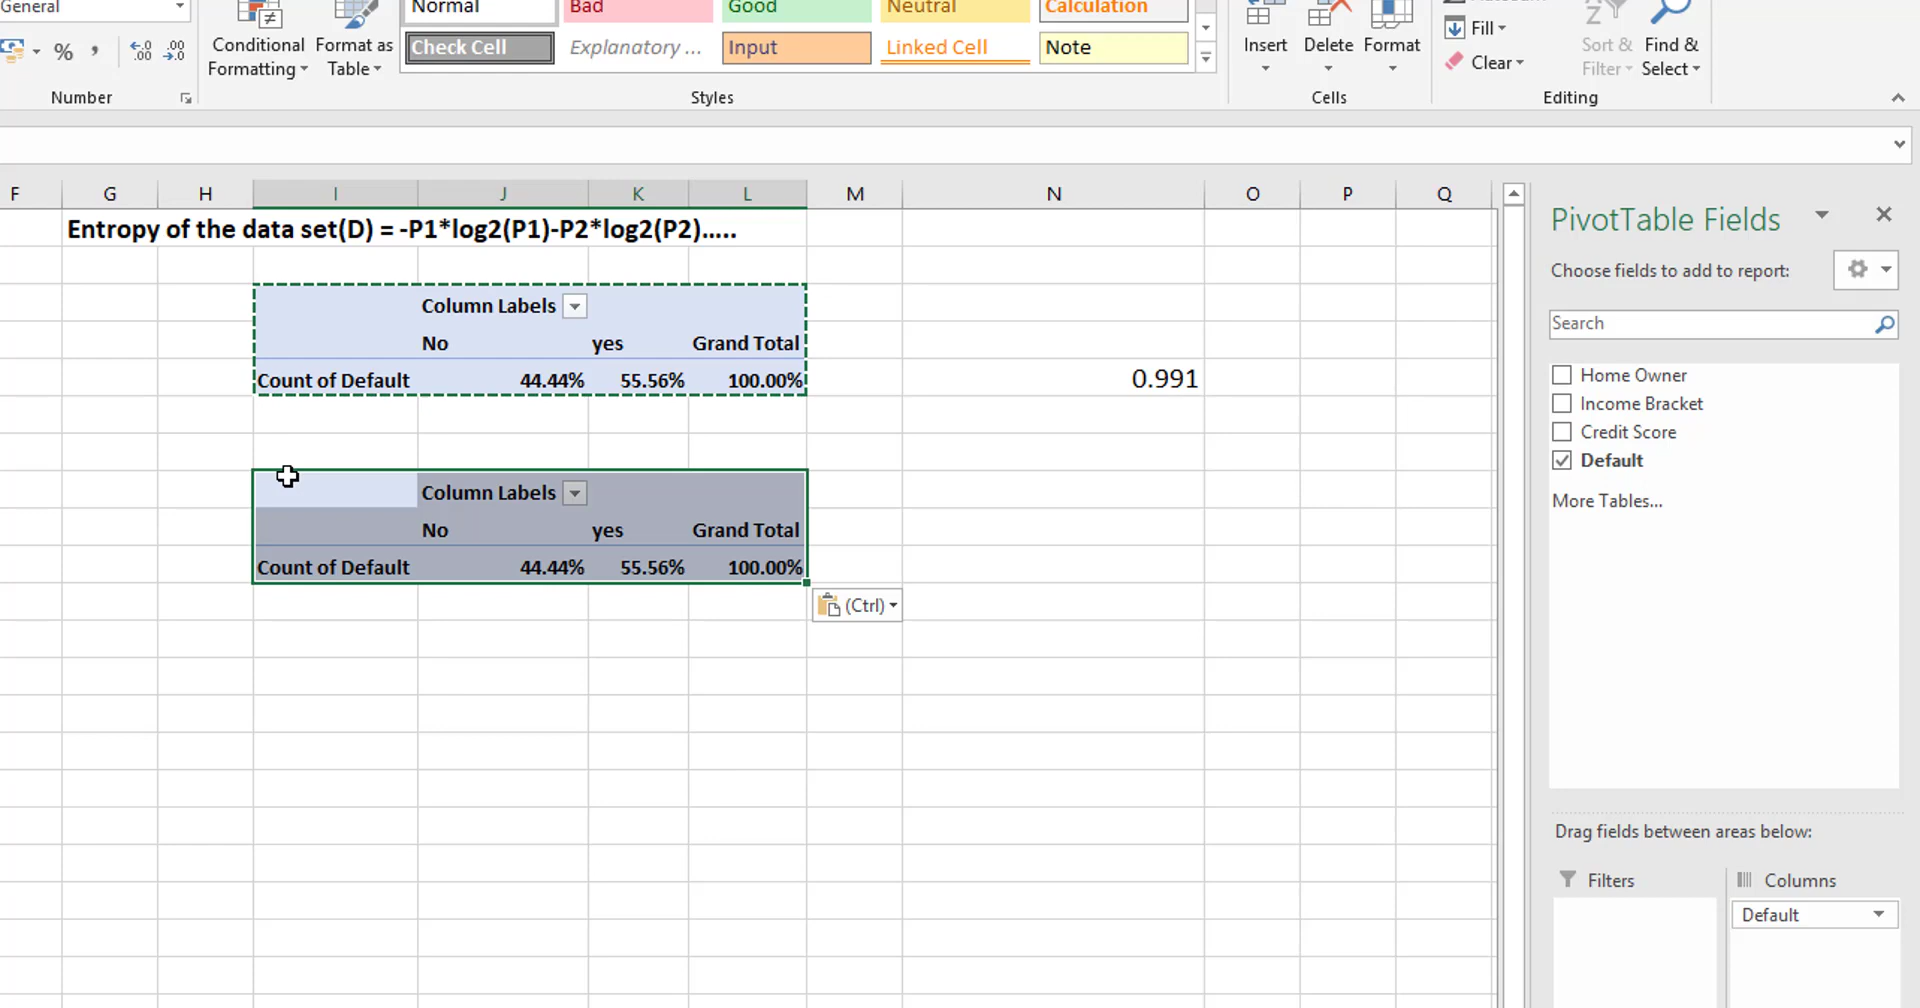 General
Normal
Bad
Good
Neutral
Calculation
Check Cell
Explanatory ...
Input
Linked Cell
Note
% ,
←.0 .00
.00 →.0
Conditional
Formatting
Format as
Table
Insert
Delete
Format
Fill
Clear
Sort &
Filter
Find &
Select
Number
Styles
Cells
Editing
F G H I J K L M N O P Q
Entropy of the data set(D) = -P1*log2(P1)-P2*log2(P2).....
Column Labels
No yes Grand Total
Count of Default 44.44% 55.56% 100.00%
0.991
Column Labels
No yes Grand Total
Count of Default 44.44% 55.56% 100.00%
(Ctrl)
PivotTable Fields
Choose fields to add to report:
Search
Home Owner
Income Bracket
Credit Score
Default
More Tables...
Drag fields between areas below:
Filters
Columns
Default